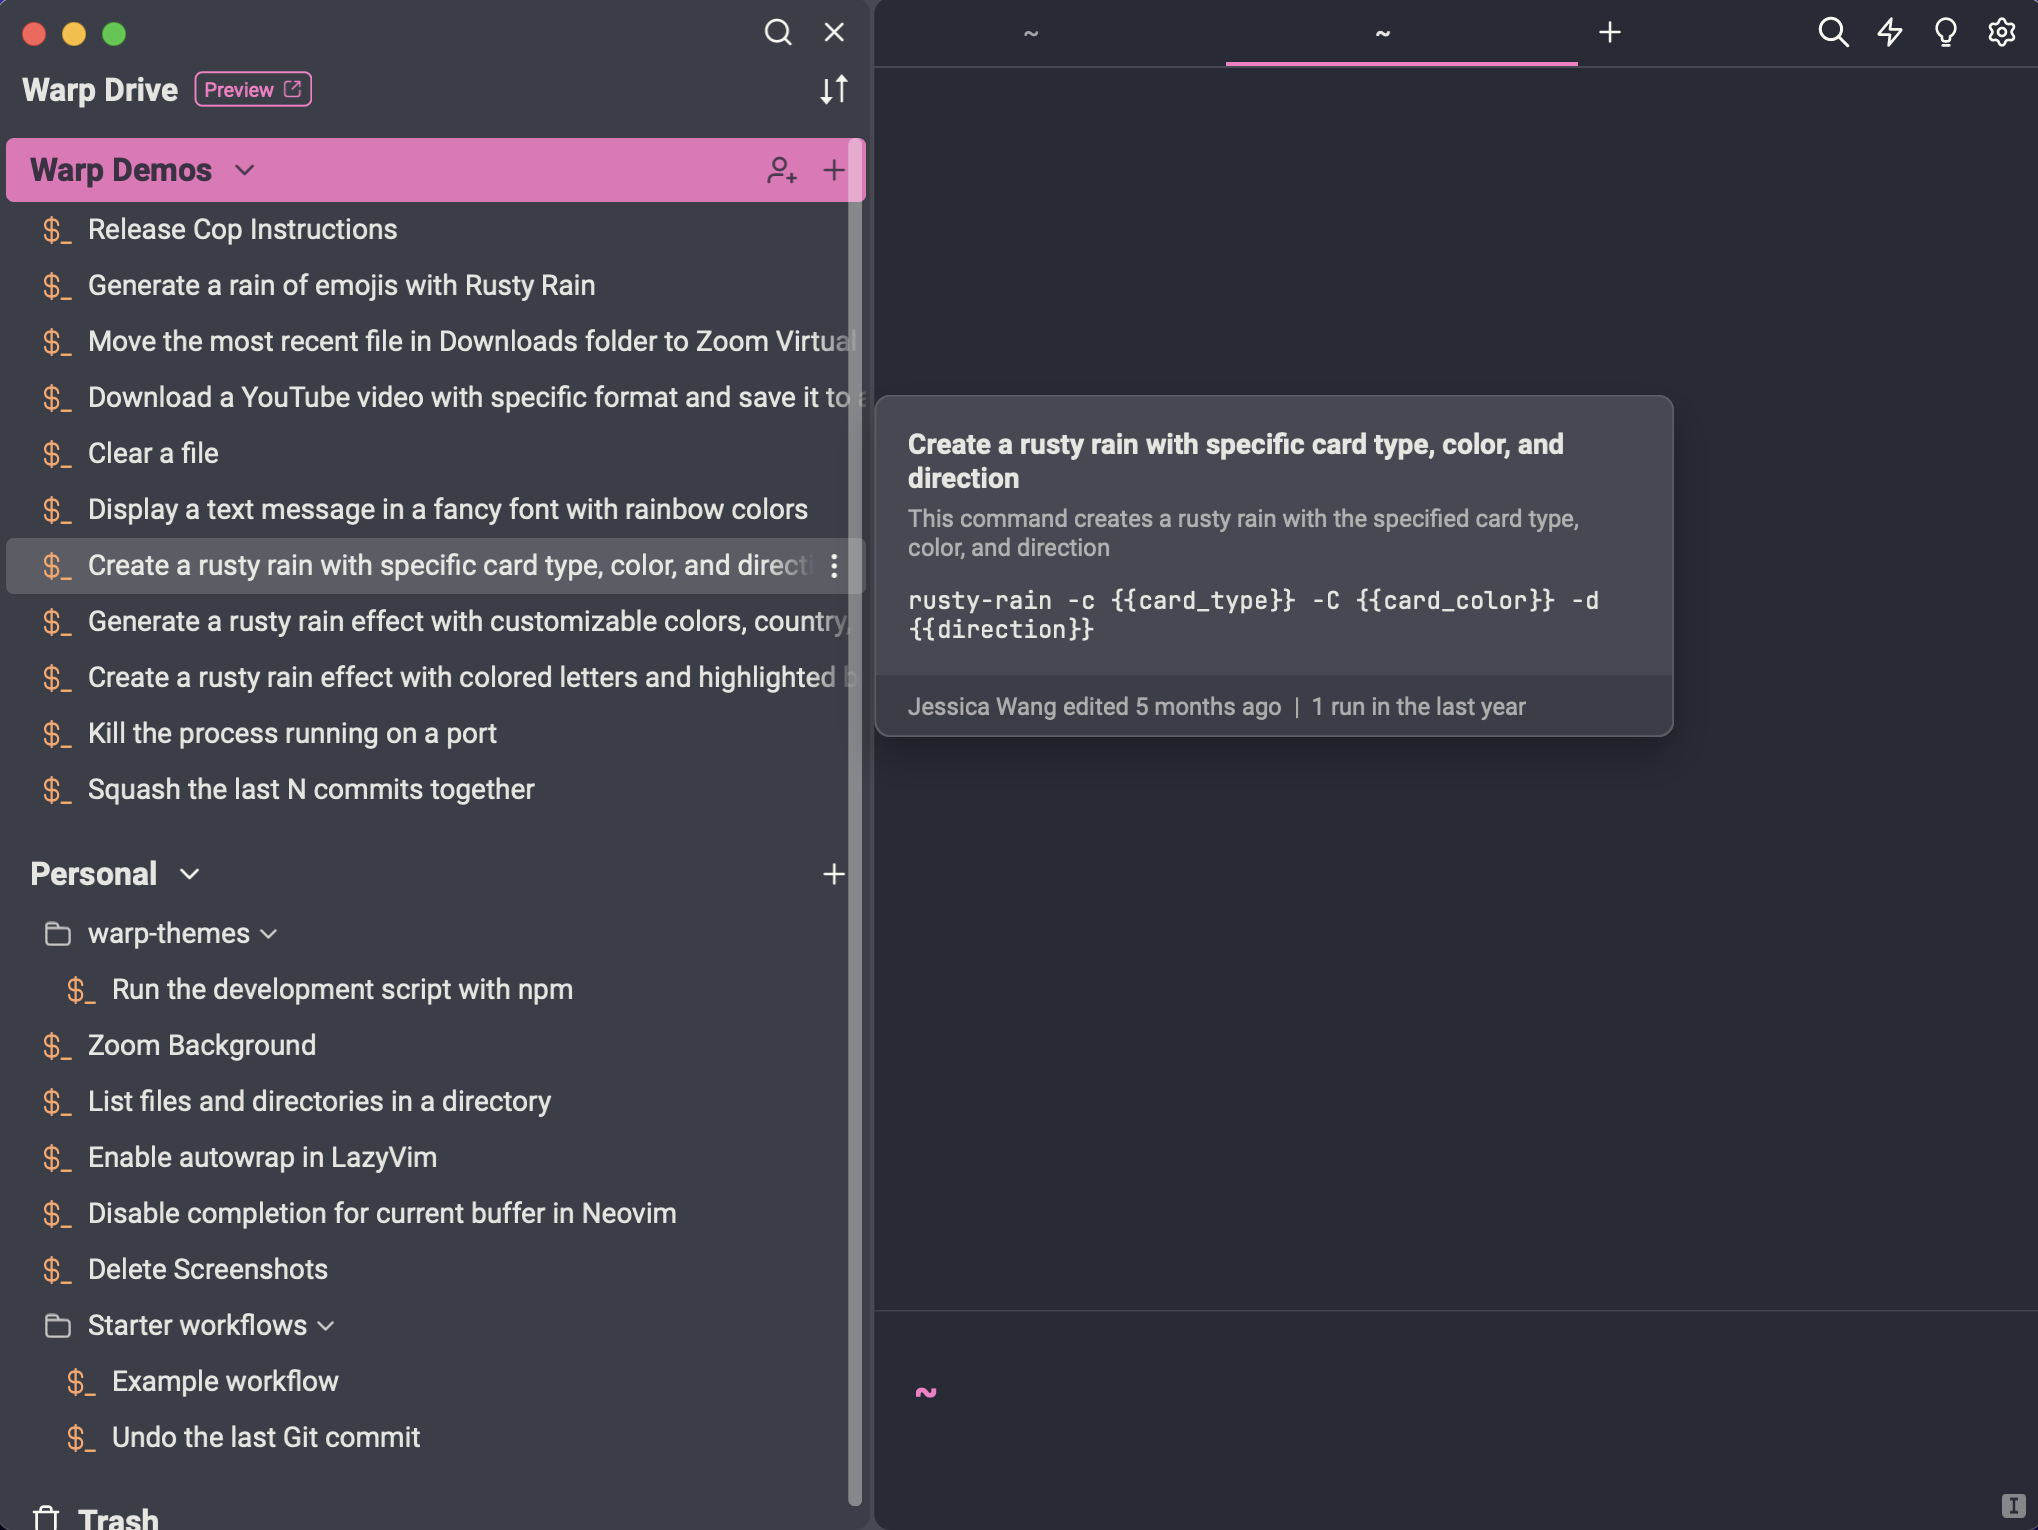 Warp Drive Preview
Warp Demos
$_ Release Cop Instructions
$_ Generate a rain of emojis with Rusty Rain
$_ Move the most recent file in Downloads folder to Zoom Virtual
$_ Download a YouTube video with specific format and save it to a
$_ Clear a file
$_ Display a text message in a fancy font with rainbow colors
$_ Create a rusty rain with specific card type, color, and directi
$_ Generate a rusty rain effect with customizable colors, country,
$_ Create a rusty rain effect with colored letters and highlighted b
$_ Kill the process running on a port
$_ Squash the last N commits together
Personal
warp-themes
$_ Run the development script with npm
$_ Zoom Background
$_ List files and directories in a directory
$_ Enable autowrap in LazyVim
$_ Disable completion for current buffer in Neovim
$_ Delete Screenshots
Starter workflows
$_ Example workflow
$_ Undo the last Git commit
Trash
~ ~
Create a rusty rain with specific card type, color, and
direction
This command creates a rusty rain with the specified card type,
color, and direction
rusty-rain -c {{card_type}} -C {{card_color}} -d
{{direction}}
Jessica Wang edited 5 months ago | 1 run in the last year
~
I